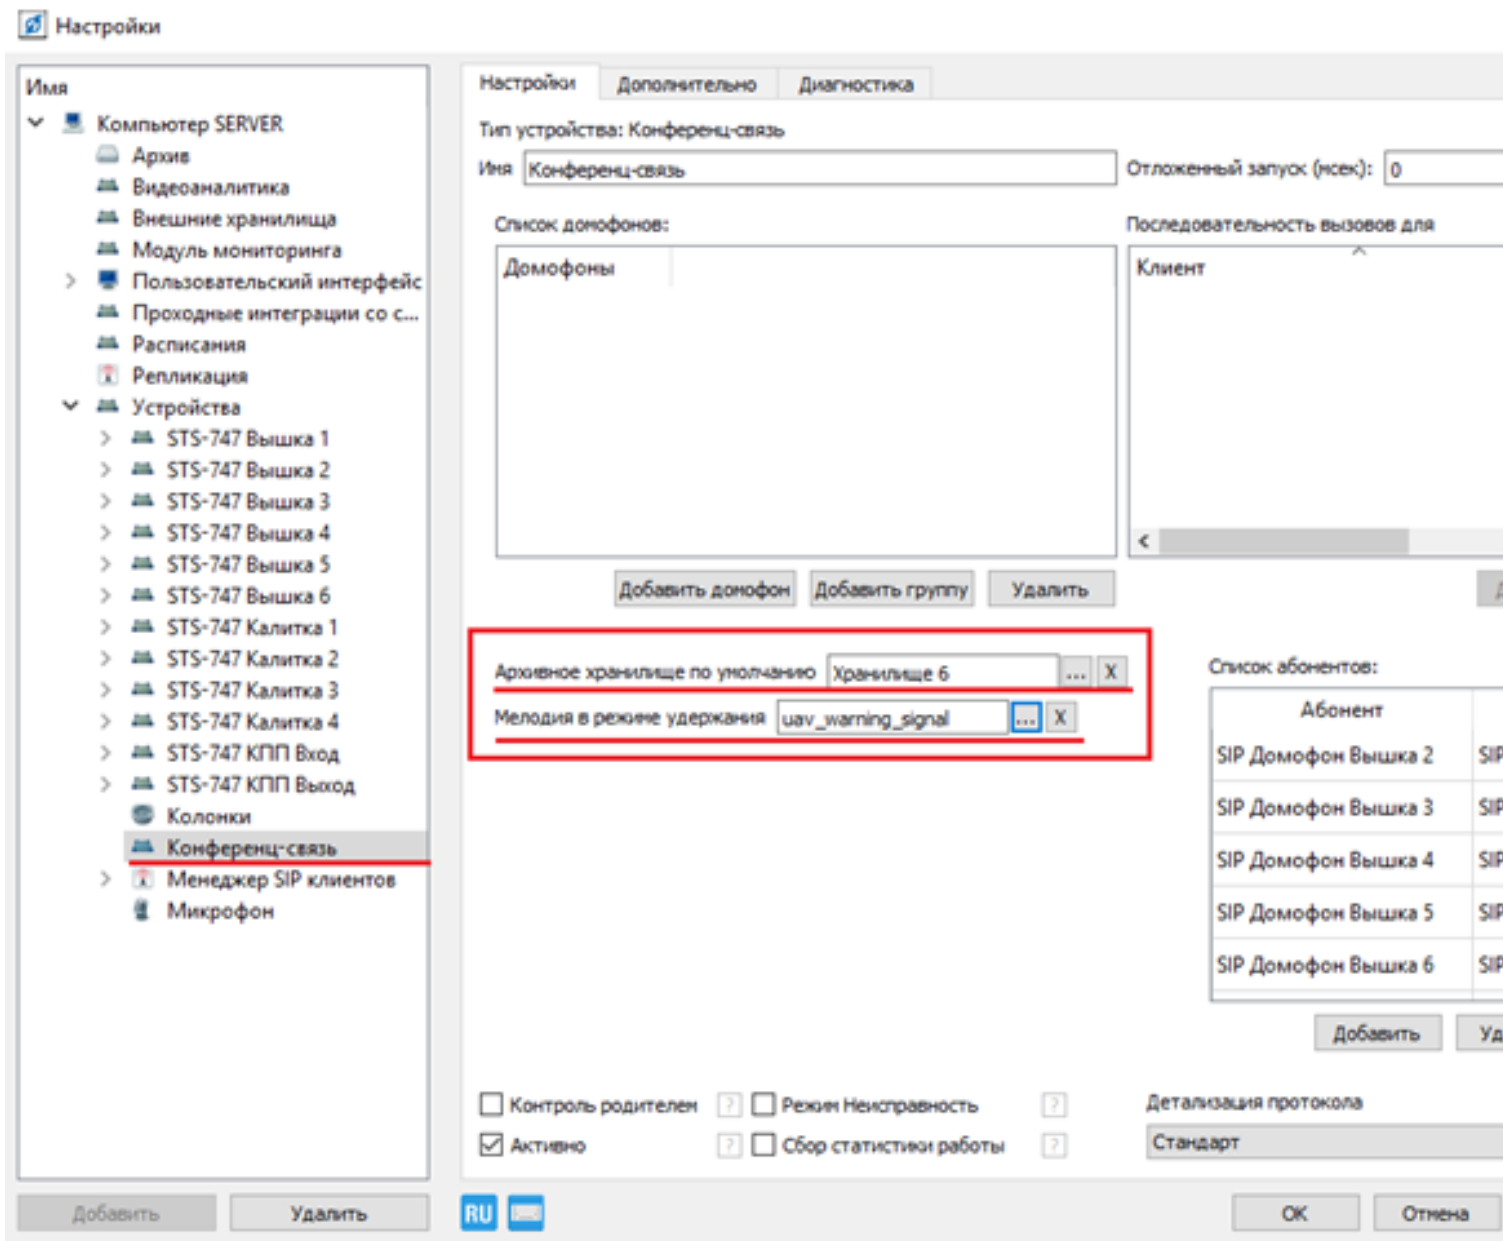 Настройки
Имя
Компьютер SERVER
Архив
Видеоаналитика
Внешние хранилища
Модуль мониторинга
Пользовательский интерфейс
Проходные интеграции со с...
Расписания
Репликация
Устройства
STS-747 Вышка 1
STS-747 Вышка 2
STS-747 Вышка 3
STS-747 Вышка 4
STS-747 Вышка 5
STS-747 Вышка 6
STS-747 Калитка 1
STS-747 Калитка 2
STS-747 Калитка 3
STS-747 Калитка 4
STS-747 КПП Вход
STS-747 КПП Выход
Колонки
Конференц-связь
Менеджер SIP клиентов
Микрофон
Добавить Удалить
Настройки Дополнительно Диагностика
Тип устройства: Конференц-связь
Имя Конференц-связь Отложенный запуск (мсек): 0
Список домофонов: Последовательность вызовов для
Домофоны Клиент
Добавить домофон Добавить группу Удалить
Архивное хранилище по умолчанию Хранилище 6 ... X
Мелодия в режиме удержания uav_warning_signal ... X
Список абонентов:
Абонент
SIP Домофон Вышка 2 SIP
SIP Домофон Вышка 3 SIP
SIP Домофон Вышка 4 SIP
SIP Домофон Вышка 5 SIP
SIP Домофон Вышка 6 SIP
Добавить Уд
Контроль родителем ? Режим Неисправность ? Детализация протокола
Активно ? Сбор статистики работы ? Стандарт
RU OK Отмена